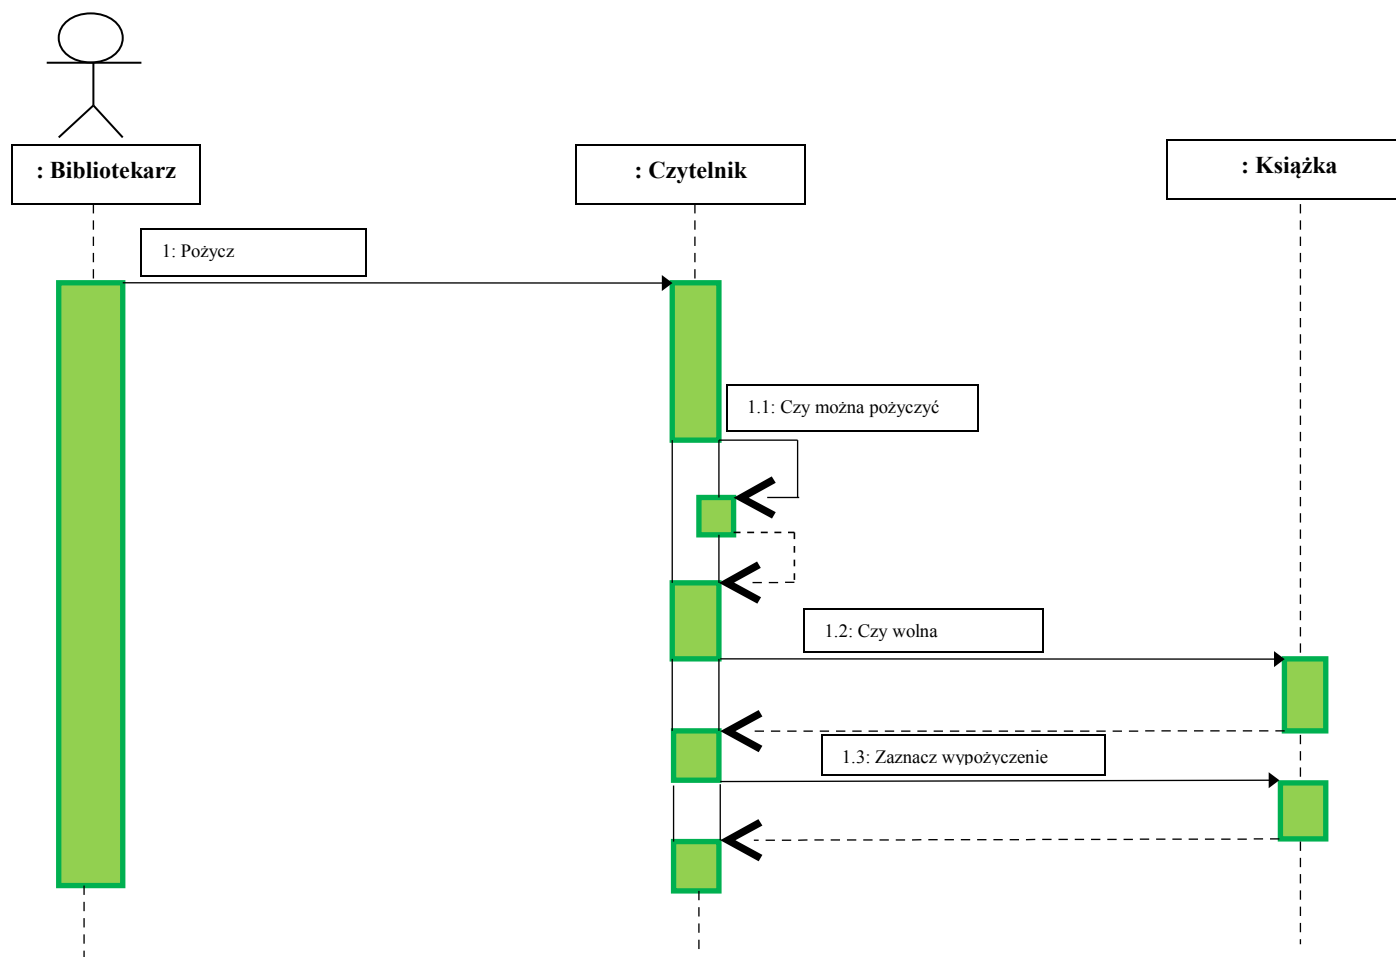 : Bibliotekarz
: Czytelnik
: Książka
1: Pożycz
1.1: Czy można pożyczyć
1.2: Czy wolna
1.3: Zaznacz wypożyczenie